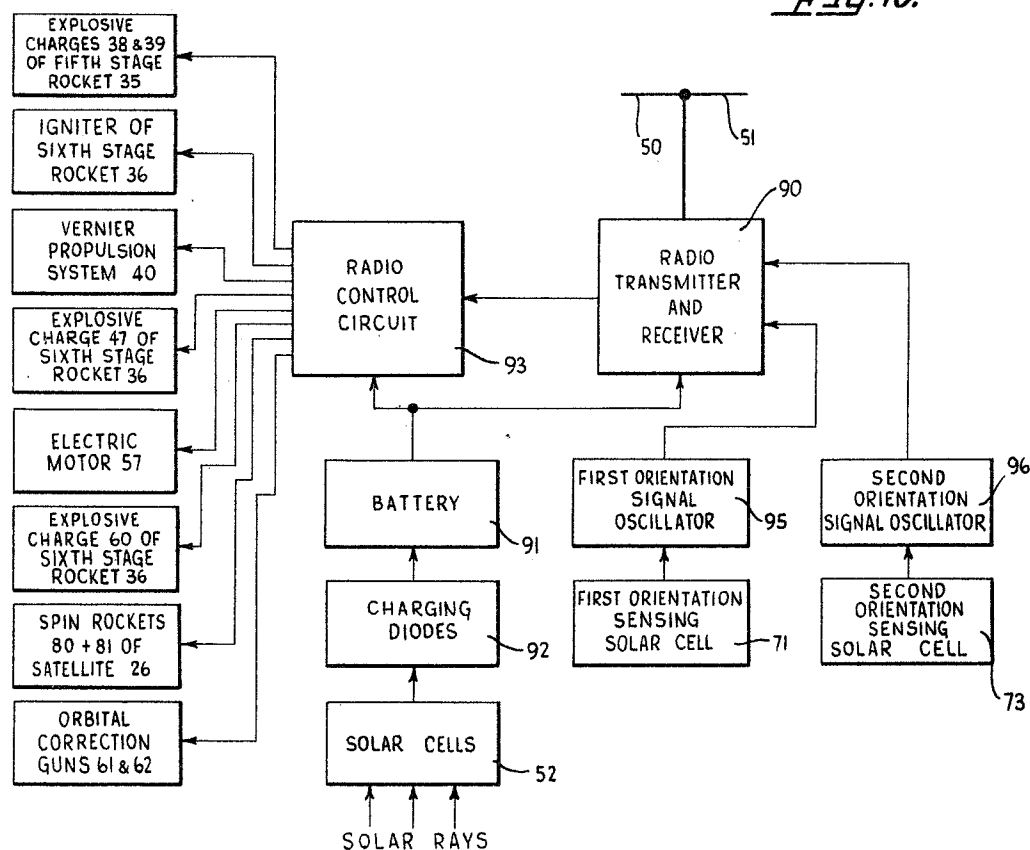 Fig. 10.
EXPLOSIVE
CHARGES 38 & 39
OF FIFTH STAGE
ROCKET 35
IGNITER OF
SIXTH STAGE
ROCKET 36
VERNIER
PROPULSION
SYSTEM 40
EXPLOSIVE
CHARGE 47 OF
SIXTH STAGE
ROCKET 36
ELECTRIC
MOTOR 57
EXPLOSIVE
CHARGE 60 OF
SIXTH STAGE
ROCKET 36
SPIN ROCKETS
80 + 81 OF
SATELLITE 26
ORBITAL
CORRECTION
GUNS 61 & 62
RADIO
CONTROL
CIRCUIT
93
50
51
90
RADIO
TRANSMITTER
AND
RECEIVER
BATTERY
91
CHARGING
DIODES
92
SOLAR CELLS
52
SOLAR RAYS
FIRST ORIENTATION
SIGNAL
OSCILLATOR
95
FIRST ORIENTATION
SENSING
SOLAR CELL
71
SECOND
ORIENTATION
SIGNAL OSCILLATOR
96
SECOND
ORIENTATION
SENSING
SOLAR CELL
73